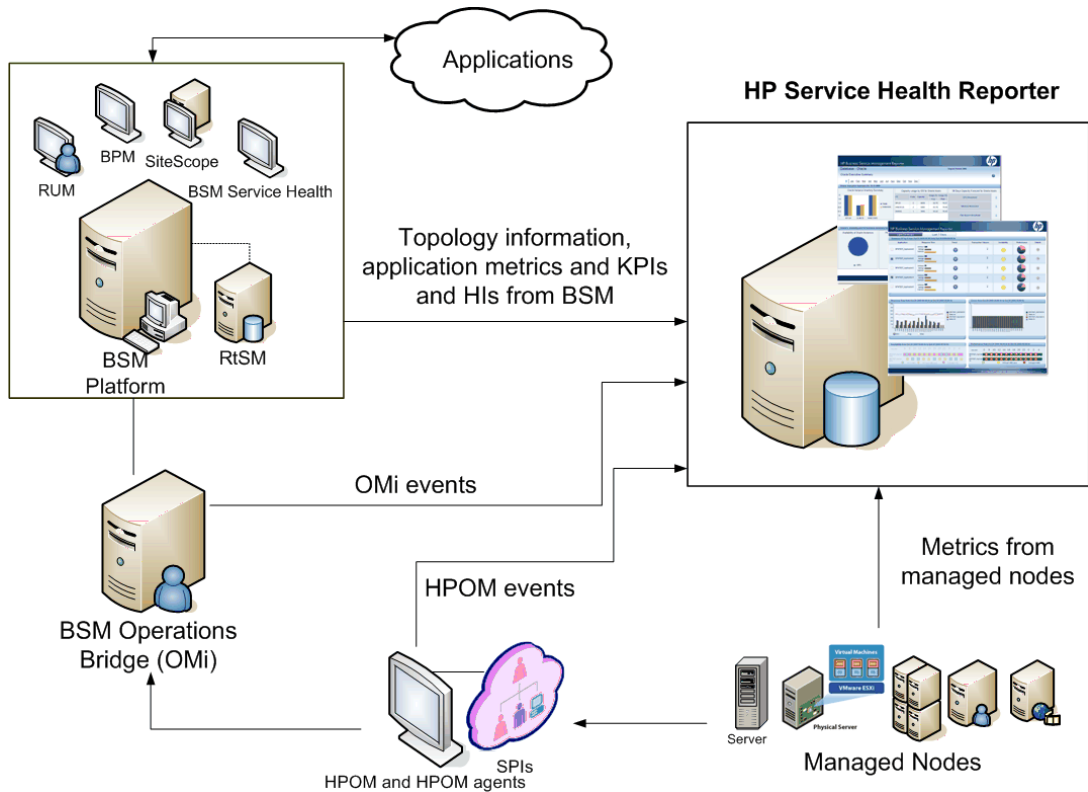 Applications
HP Service Health Reporter
BPM
SiteScope
RUM
BSM Service Health
BSM
Platform
RtSM
Topology information,
application metrics and KPIs
and HIs from BSM
hp
OMi events
HPOM events
Metrics from
managed nodes
BSM Operations
Bridge (OMi)
Virtual Machines
VMware ESXi
Physical Server
Server
Managed Nodes
SPIs
HPOM and HPOM agents